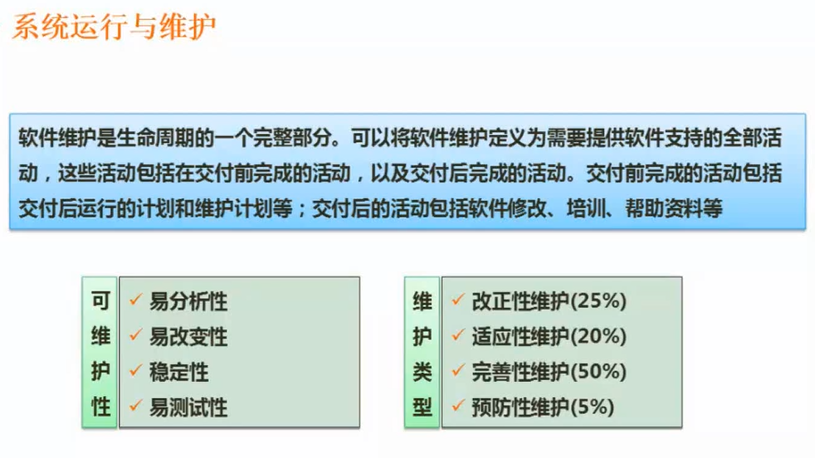 系统运行与维护
软件维护是生命周期的一个完整部分。可以将软件维护定义为需要提供软件支持的全部活
动，这些活动包括在交付前完成的活动，以及交付后完成的活动。交付前完成的活动包括
交付后运行的计划和维护计划等；交付后的活动包括软件修改、培训、帮助资料等
可维护性
✓ 易分析性
✓ 易改变性
✓ 稳定性
✓ 易测试性
维护类型
✓ 改正性维护(25%)
✓ 适应性维护(20%)
✓ 完善性维护(50%)
✓ 预防性维护(5%)